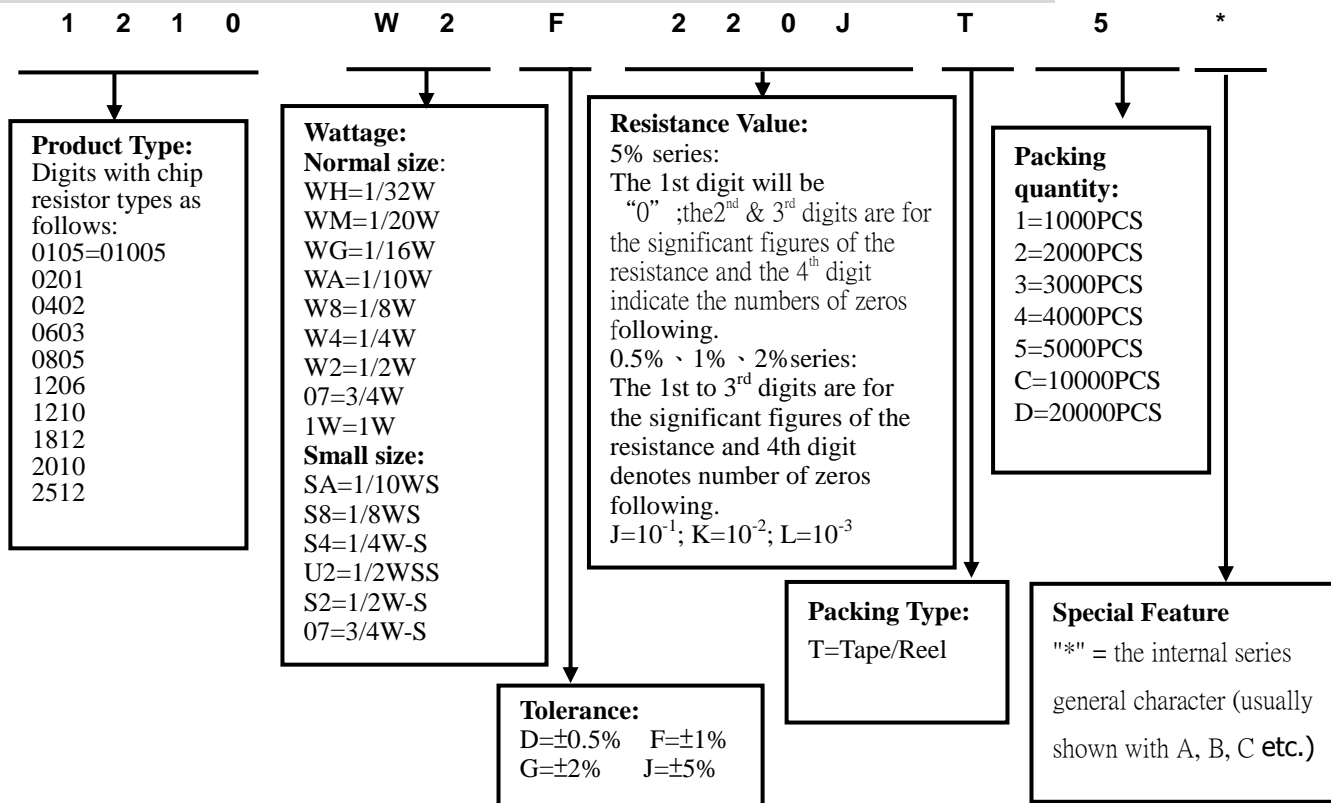 1 2 1 0 W 2 F 2 2 0 J T 5 *
Product Type:
Digits with chip
resistor types as
follows:
0105=01005
0201
0402
0603
0805
1206
1210
1812
2010
2512
Wattage:
Normal size:
WH=1/32W
WM=1/20W
WG=1/16W
WA=1/10W
W8=1/8W
W4=1/4W
W2=1/2W
07=3/4W
1W=1W
Small size:
SA=1/10WS
S8=1/8WS
S4=1/4W-S
U2=1/2WSS
S2=1/2W-S
07=3/4W-S
Tolerance:
D=±0.5% F=±1%
G=±2% J=±5%
Resistance Value:
5% series:
The 1st digit will be
“0” ;the2nd & 3rd digits are for
the significant figures of the
resistance and the 4th digit
indicate the numbers of zeros
following.
0.5%、1%、2%series:
The 1st to 3rd digits are for
the significant figures of the
resistance and 4th digit
denotes number of zeros
following.
J=10-1; K=10-2; L=10-3
Packing Type:
T=Tape/Reel
Packing
quantity:
1=1000PCS
2=2000PCS
3=3000PCS
4=4000PCS
5=5000PCS
C=10000PCS
D=20000PCS
Special Feature
"*" = the internal series
general character (usually
shown with A, B, C etc.)